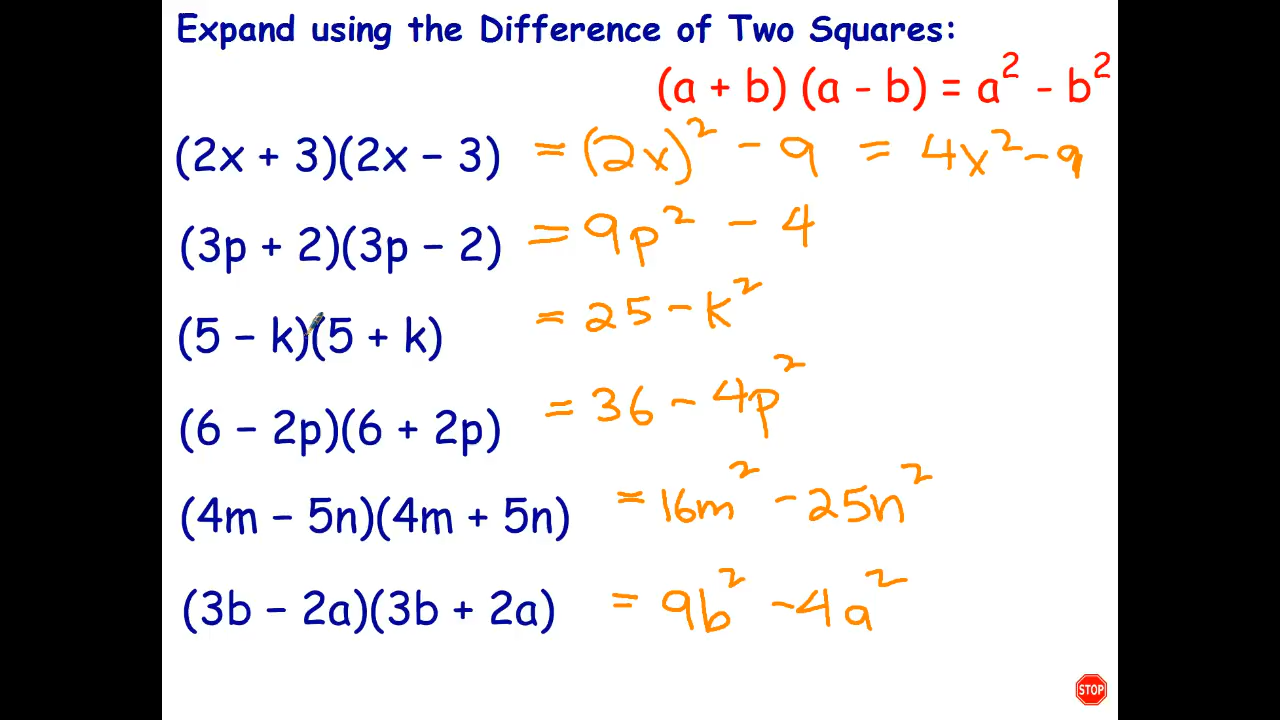 Expand using the Difference of Two Squares:
(a + b) (a - b) = a² - b²
(2x + 3)(2x – 3) = (2x)² - 9 = 4x² - 9
(3p + 2)(3p – 2) = 9p² - 4
(5 – k)(5 + k) = 25 - k²
(6 – 2p)(6 + 2p) = 36 - 4p²
(4m – 5n)(4m + 5n) = 16m² - 25n²
(3b – 2a)(3b + 2a) = 9b² - 4a²
STOP